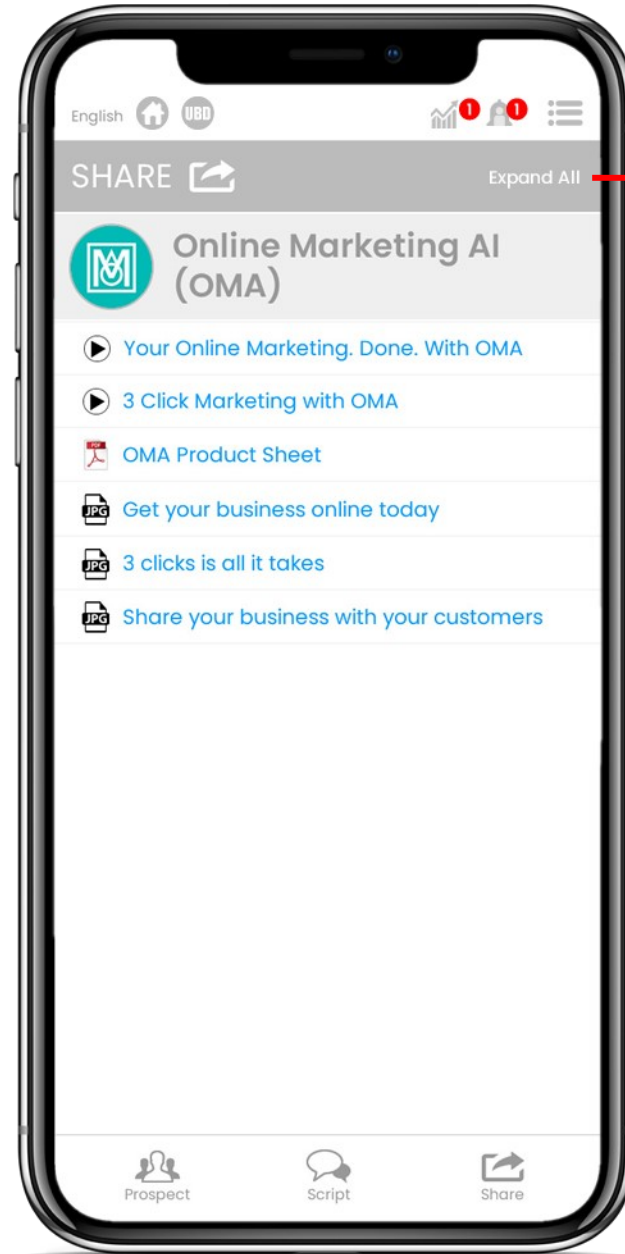 English UBD 1 1
SHARE Expand All
Online Marketing AI
(OMA)
Your Online Marketing. Done. With OMA
3 Click Marketing with OMA
PDF OMA Product Sheet
JPG Get your business online today
JPG 3 clicks is all it takes
JPG Share your business with your customers
Prospect Script Share